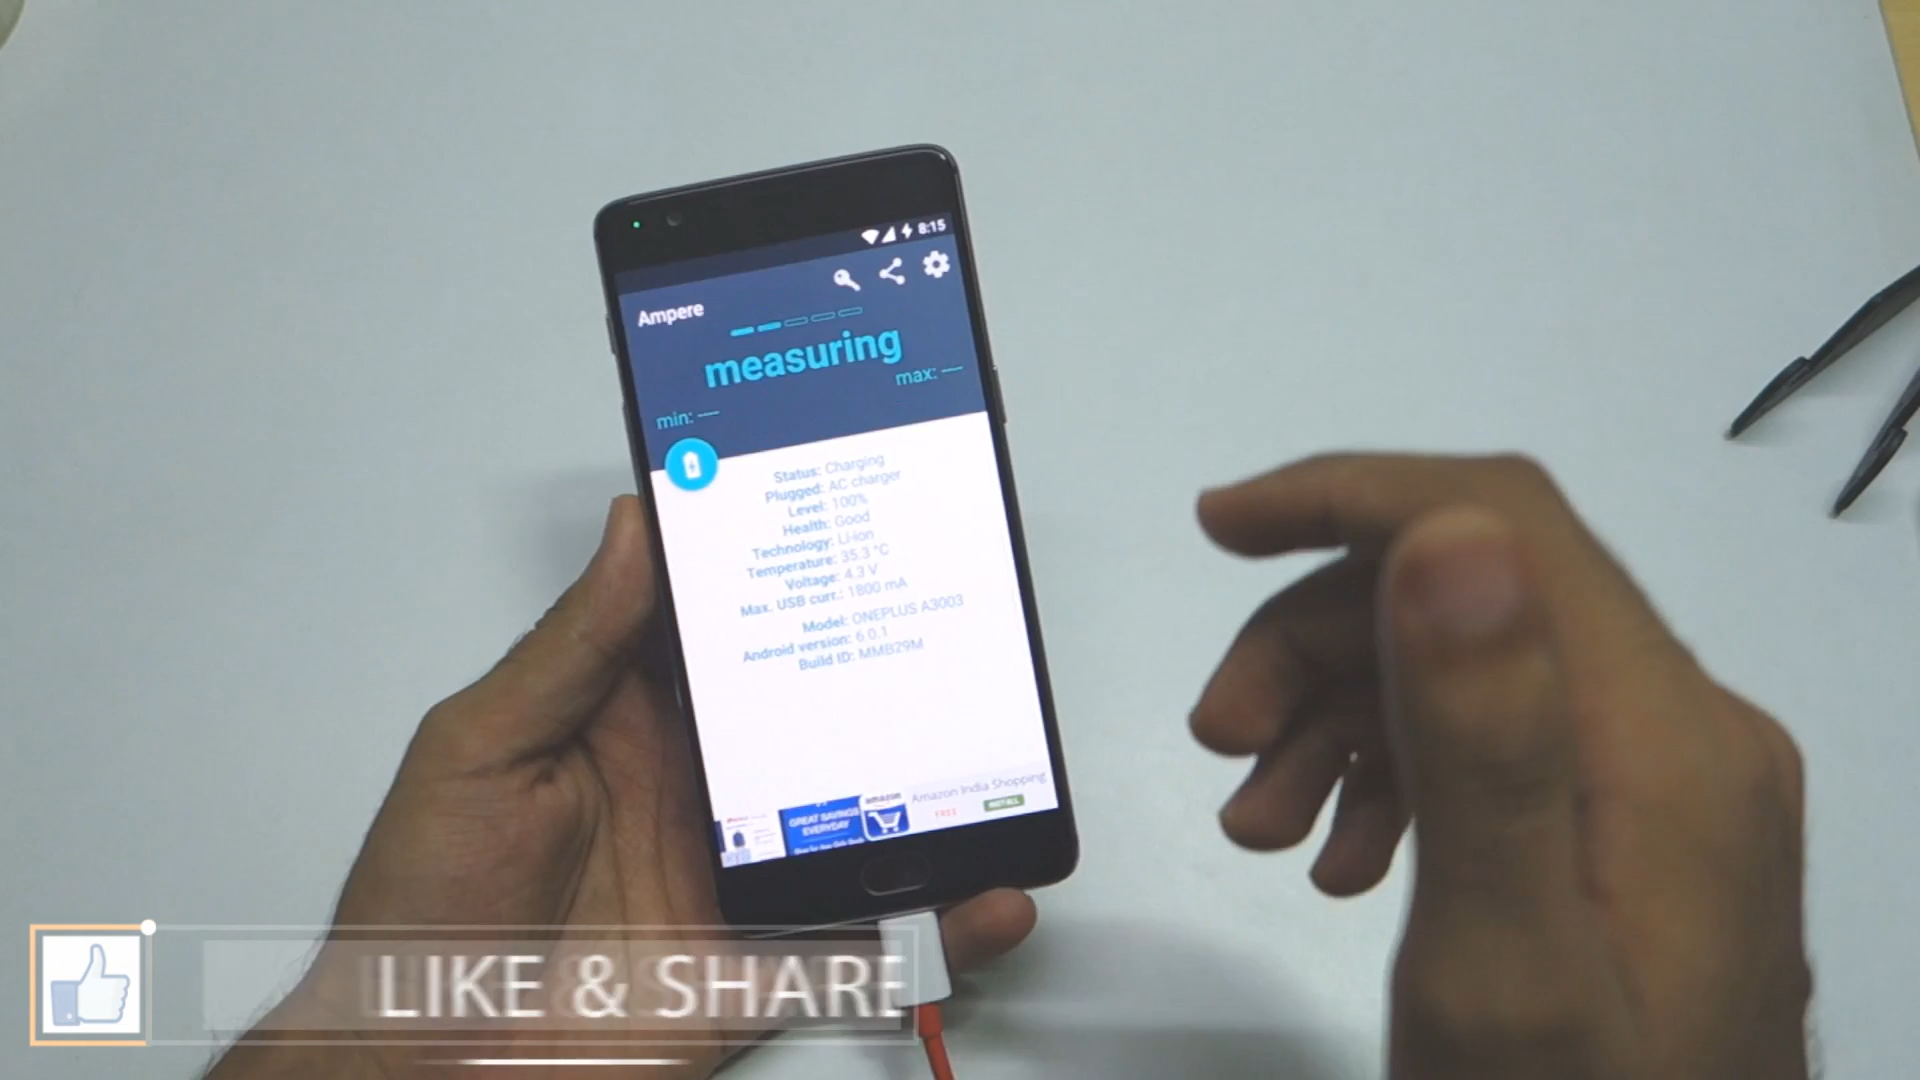 8:15
Ampere
measuring
max: —
min: —
Status: Charging
Plugged: AC charger
Level: 100%
Health: Good
Technology: Li-ion
Temperature: 35.3 °C
Voltage: 4.3 V
Max. USB curr.: 1800 mA
Model: ONEPLUS A3003
Android version: 6.0.1
Build ID: MMB29M
GREAT SAVINGS
EVERYDAY
amazon
Amazon India Shopping
FREE
INSTALL
LIKE & SHARE